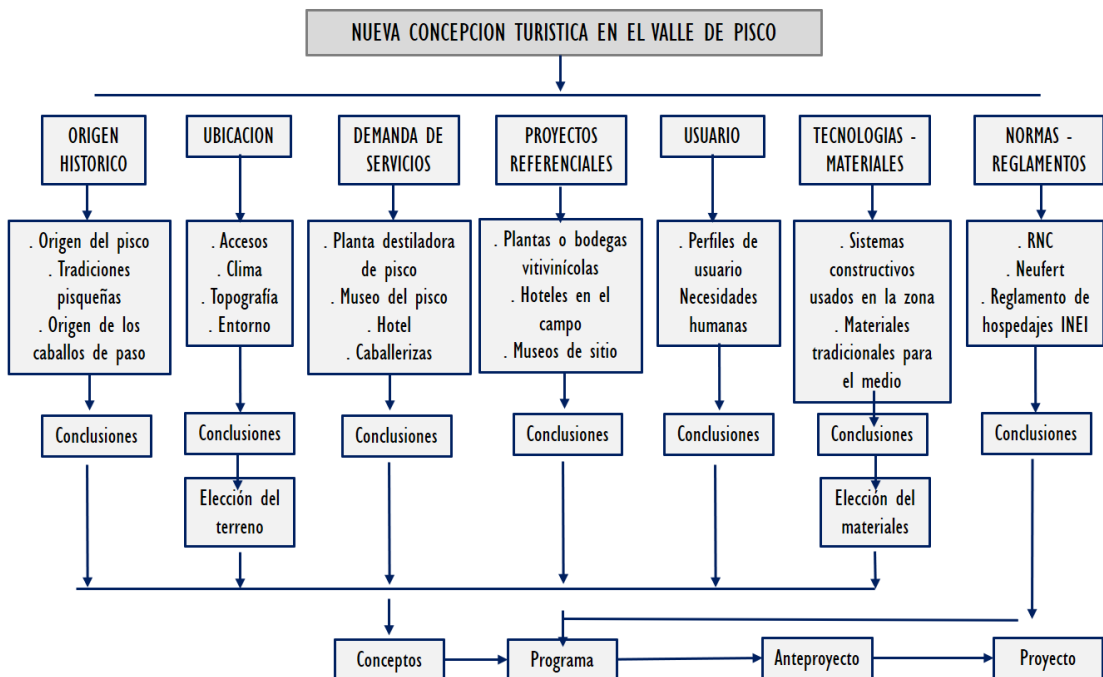 NUEVA CONCEPCION TURISTICA EN EL VALLE DE PISCO
ORIGEN
HISTORICO
UBICACION
DEMANDA DE
SERVICIOS
PROYECTOS
REFERENCIALES
USUARIO
TECNOLOGIAS -
MATERIALES
NORMAS -
REGLAMENTOS
. Origen del pisco
. Tradiciones
pisqueñas
. Origen de los
caballos de paso
. Accesos
. Clima
. Topografía
. Entorno
. Planta destiladora
de pisco
. Museo del pisco
. Hotel
. Caballerizas
. Plantas o bodegas
vitivinícolas
. Hoteles en el
campo
. Museos de sitio
. Perfiles de
usuario
Necesidades
humanas
. Sistemas
constructivos
usados en la zona
. Materiales
tradicionales para
el medio
. RNC
. Neufert
. Reglamento de
hospedajes INEI
Conclusiones
Conclusiones
Conclusiones
Conclusiones
Conclusiones
Conclusiones
Conclusiones
Elección del
terreno
Elección del
materiales
Conceptos
Programa
Anteproyecto
Proyecto